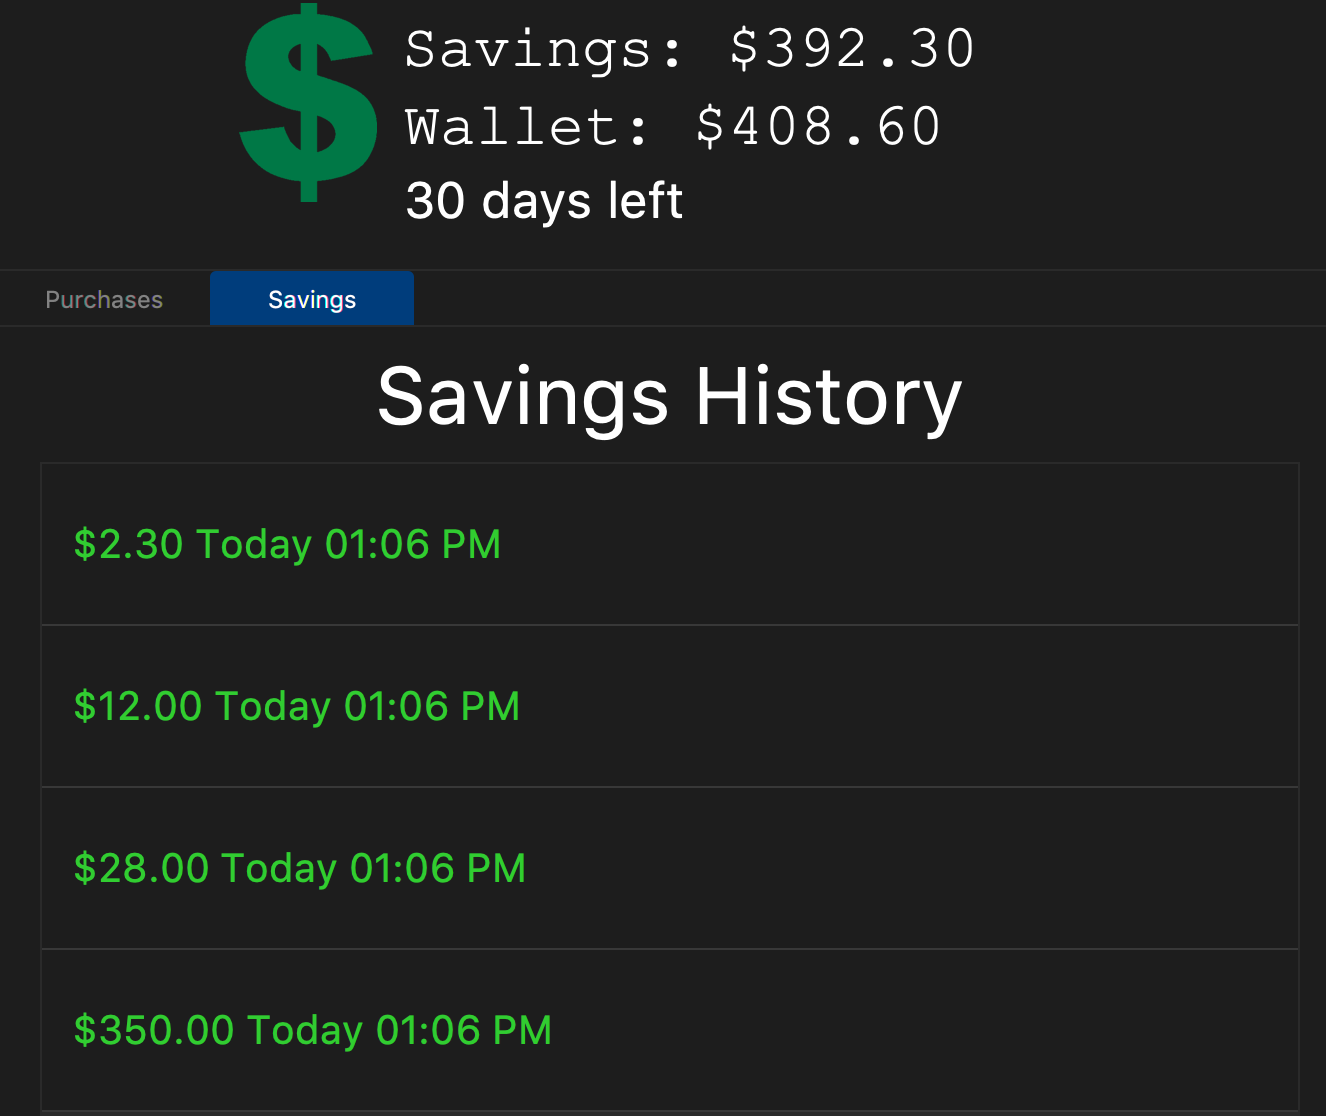 $
Savings: $392.30
Wallet: $408.60
30 days left
Purchases
Savings
Savings History
$2.30 Today 01:06 PM
$12.00 Today 01:06 PM
$28.00 Today 01:06 PM
$350.00 Today 01:06 PM